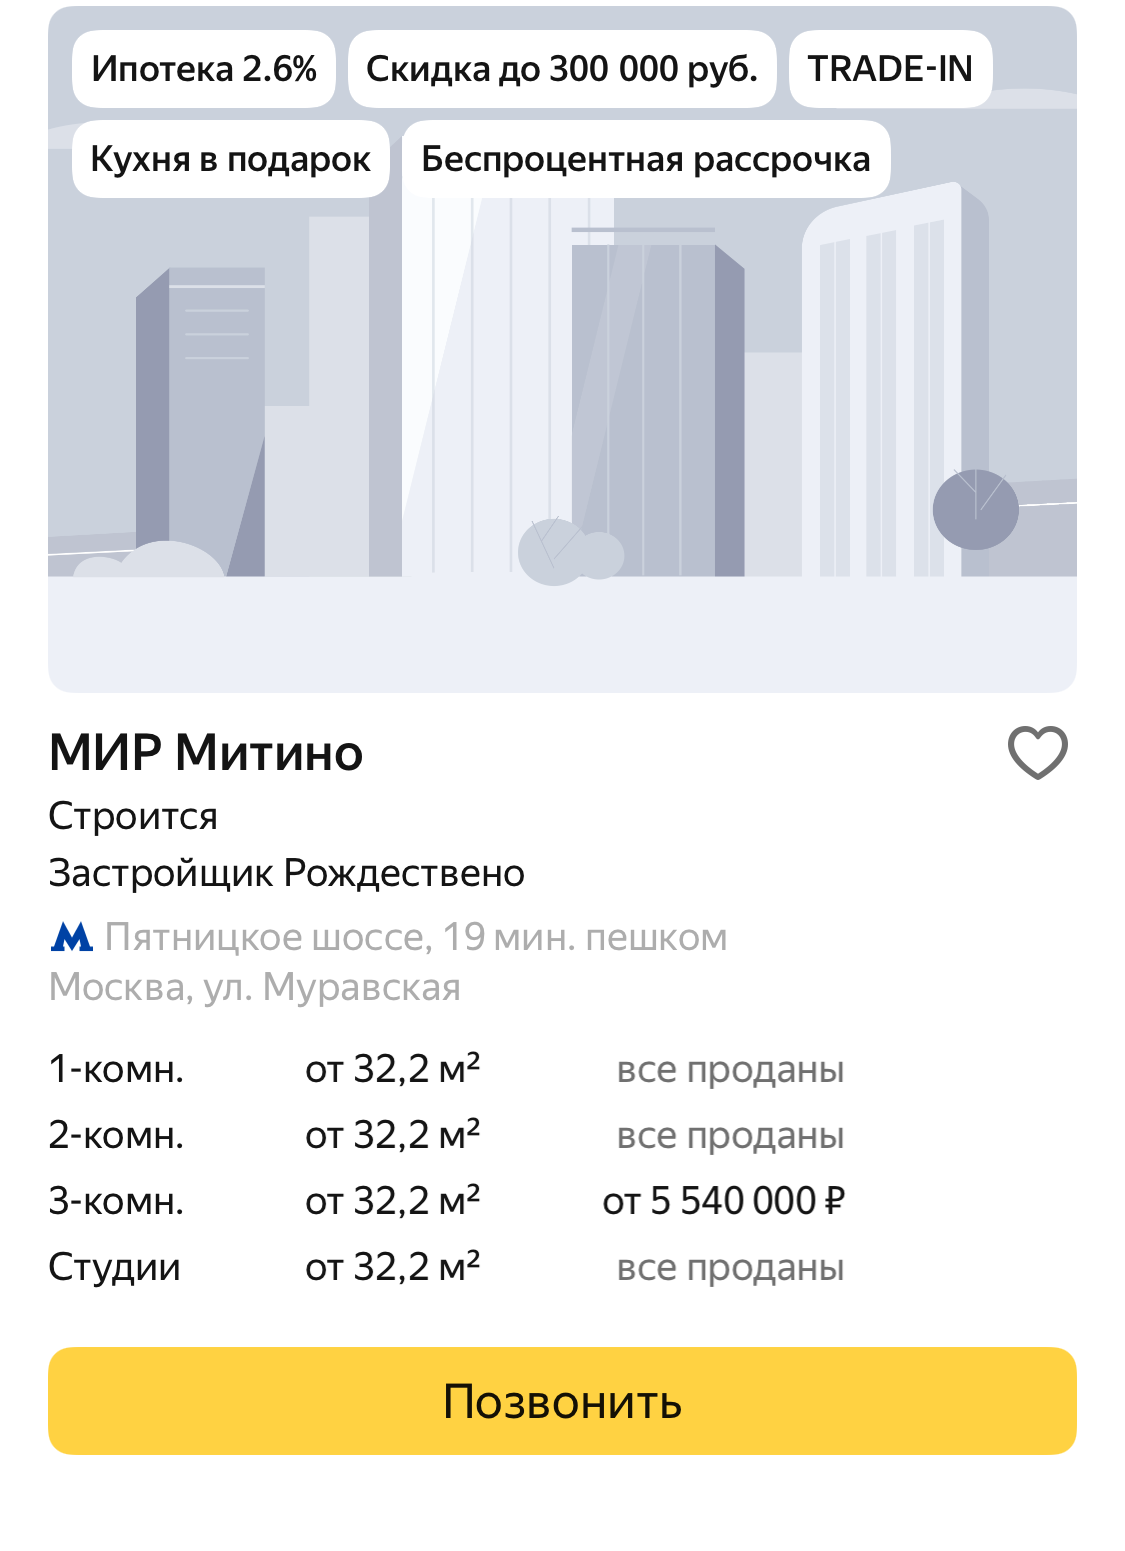 Ипотека 2.6% Скидка до 300 000 руб. TRADE-IN
Кухня в подарок Беспроцентная рассрочка
МИР Митино
Строится
Застройщик Рождествено
Пятницкое шоссе, 19 мин. пешком
Москва, ул. Муравская
1-комн. от 32,2 м² все проданы
2-комн. от 32,2 м² все проданы
3-комн. от 32,2 м² от 5 540 000 ₽
Студии от 32,2 м² все проданы
Позвонить